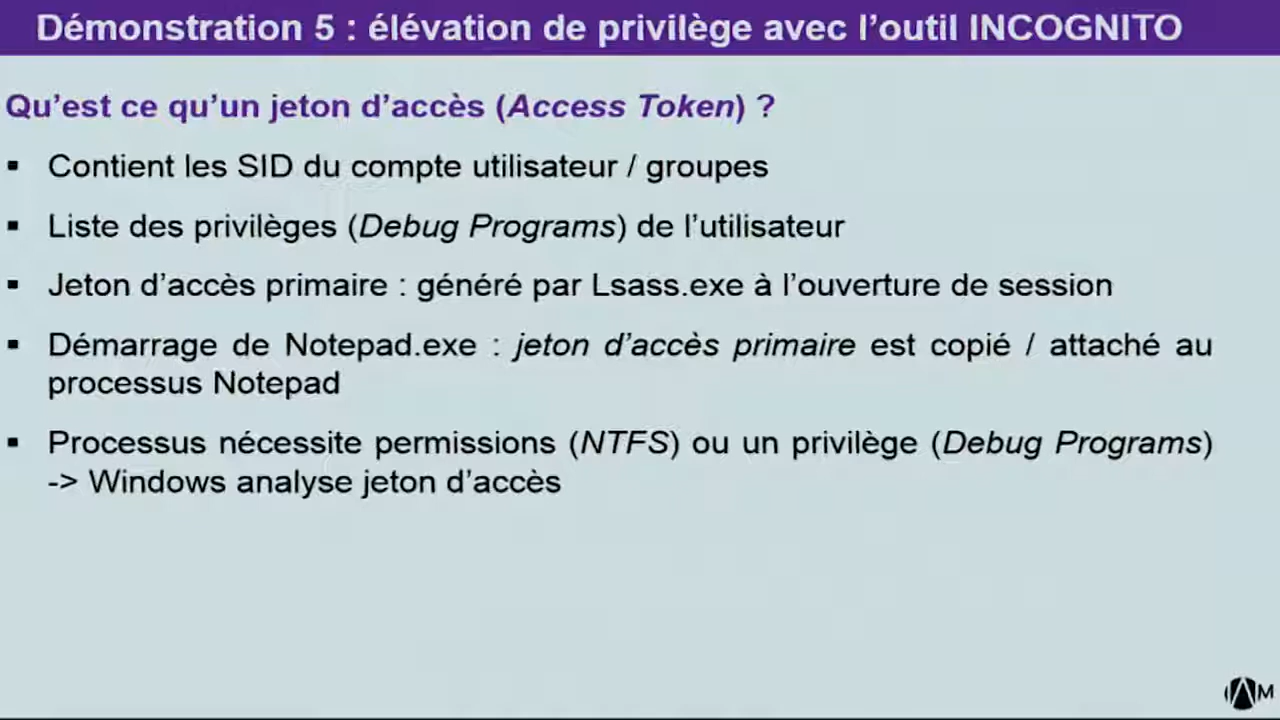 Démonstration 5 : élévation de privilège avec l’outil INCOGNITO
Qu’est ce qu’un jeton d’accès (Access Token) ?
▪ Contient les SID du compte utilisateur / groupes
▪ Liste des privilèges (Debug Programs) de l’utilisateur
▪ Jeton d’accès primaire : généré par Lsass.exe à l’ouverture de session
▪ Démarrage de Notepad.exe : jeton d’accès primaire est copié / attaché au
processus Notepad
▪ Processus nécessite permissions (NTFS) ou un privilège (Debug Programs)
-> Windows analyse jeton d’accès
M